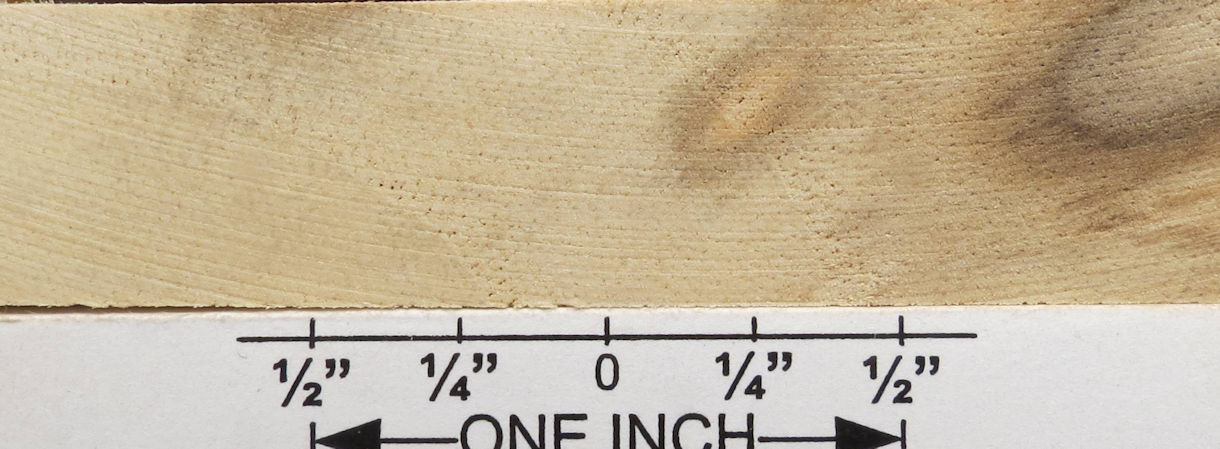 ½” ¼” 0 ¼” ½”
ONE INCH